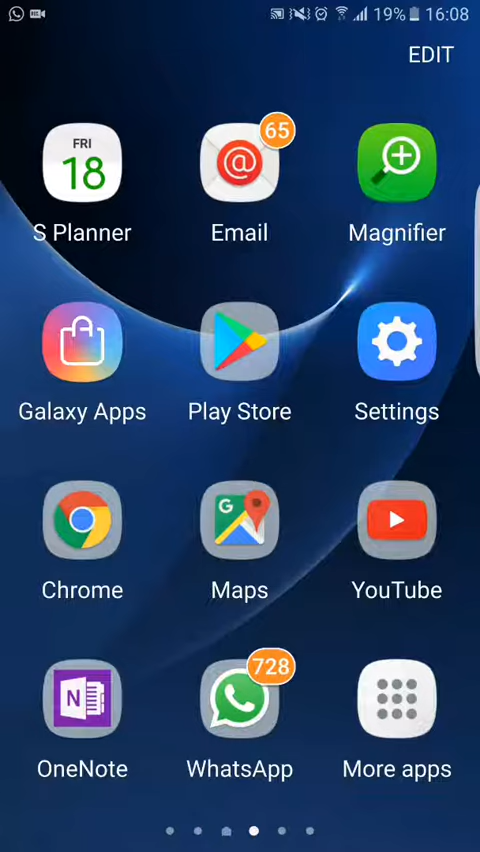 19% 16:08
EDIT
FRI
18
65
S Planner Email Magnifier
Galaxy Apps Play Store Settings
G
Chrome Maps YouTube
N
728
OneNote WhatsApp More apps